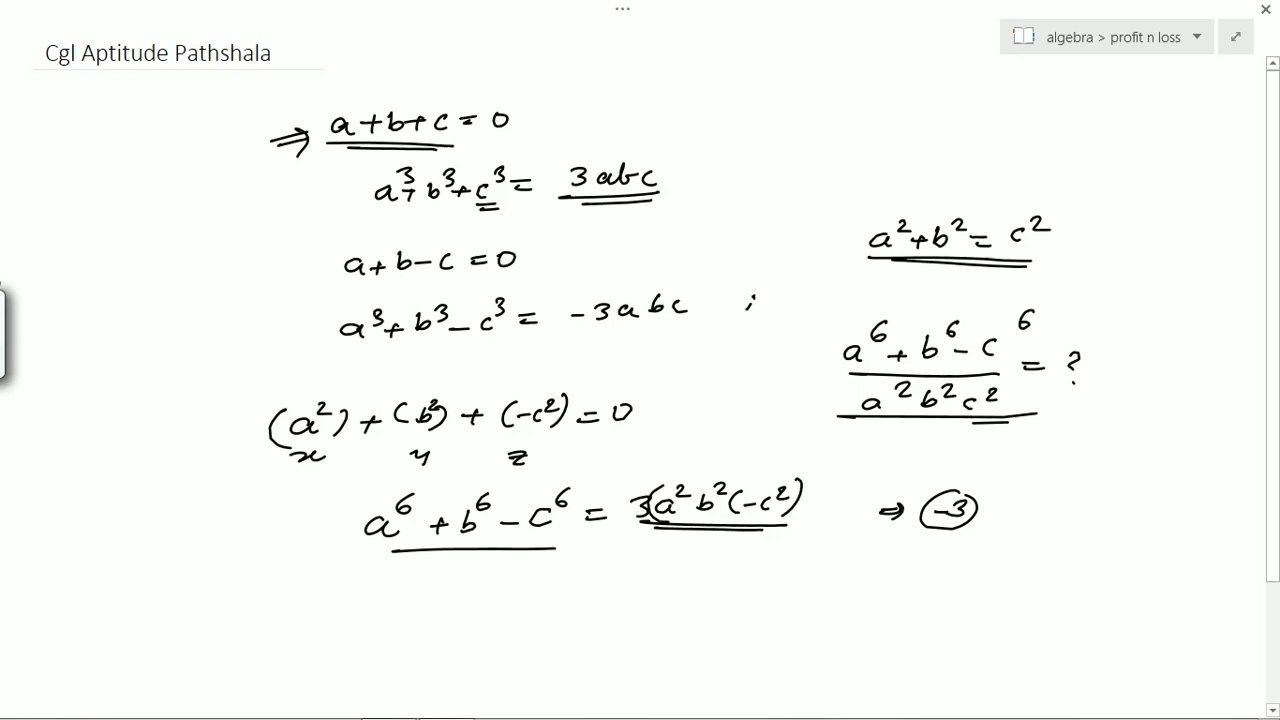 Cgl Aptitude Pathshala
algebra > profit n loss
⇒ a+b+c = 0
a³+b³+c³ = 3abc
a+b-c = 0
a³+b³-c³ = -3abc ;
a²+b² = c²
a⁶+b⁶-c⁶ / a²b²c² = ?
(a²) + (b²) + (-c²) = 0
x y z
a⁶+b⁶-c⁶ = 3(a²b²(-c²) ⇒ -3